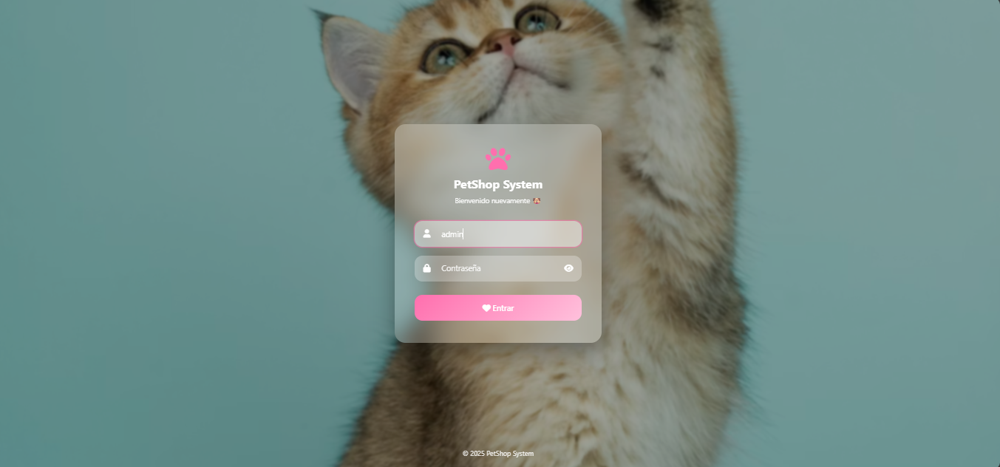 PetShop System
Bienvenido nuevamente 🐶
admin
Contraseña
Entrar
© 2025 PetShop System